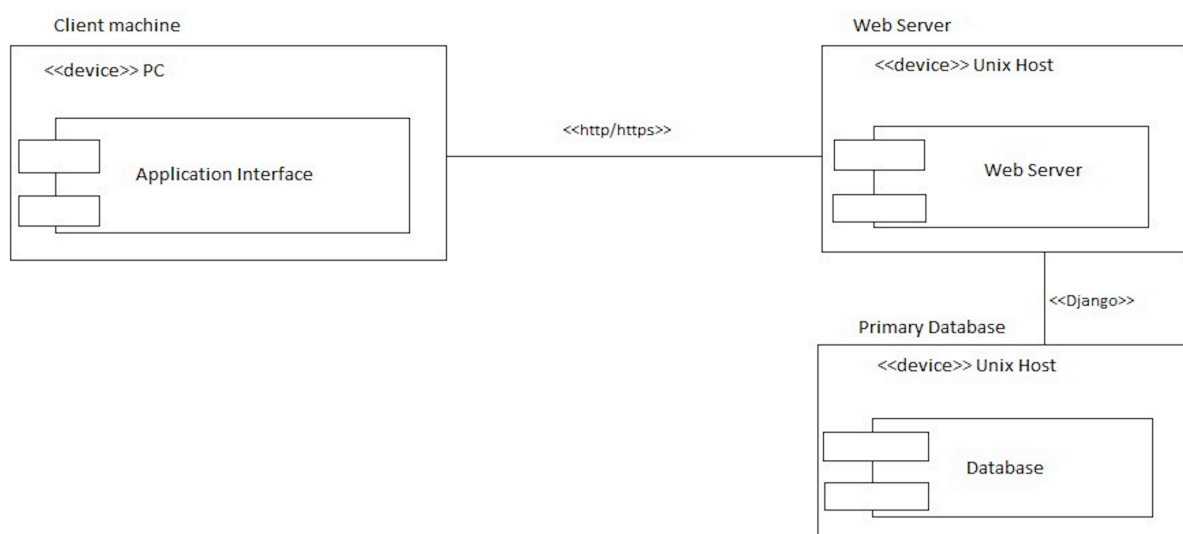 Client machine
<<device>> PC
Application Interface
<<http/https>>
Web Server
<<device>> Unix Host
Web Server
<<Django>>
Primary Database
<<device>> Unix Host
Database